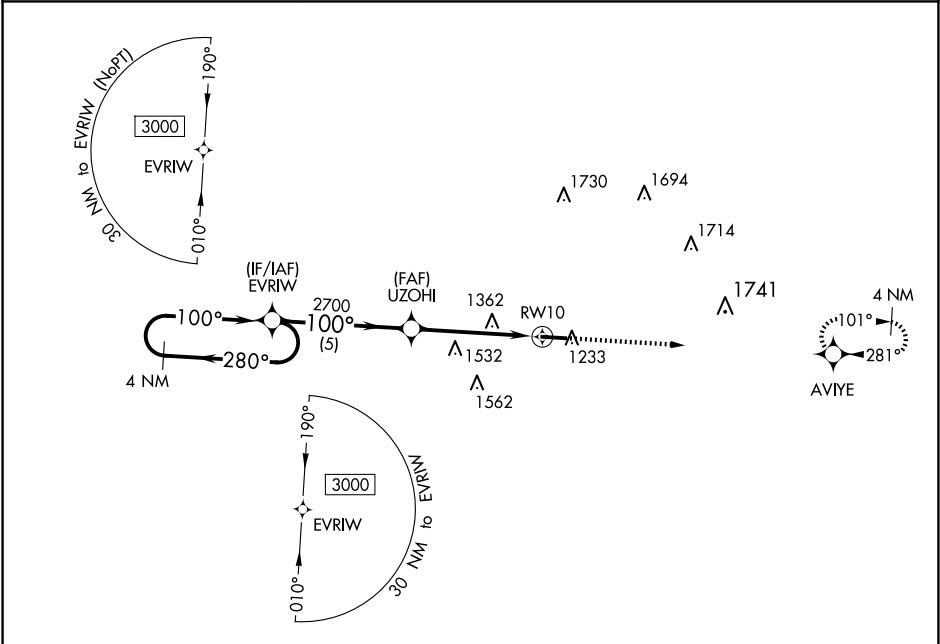 30 NM to EVRIW (NoPT)
190°
3000
EVRIW
010°
1730
1694
1714
1741
(IF/IAF)
EVRIW
(FAF)
UZOHI
1362
RW10
4 NM
100°
2700
100°
(5)
101°
280°
1532
1233
281°
4 NM
1562
AVIYE
190°
3000
EVRIW
30 NM to EVRIW
010°